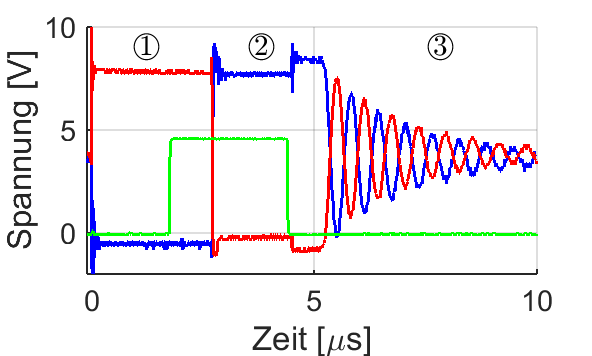 10
① ② ③
5
0
Spannung [V]
0 5 10
Zeit [μs]